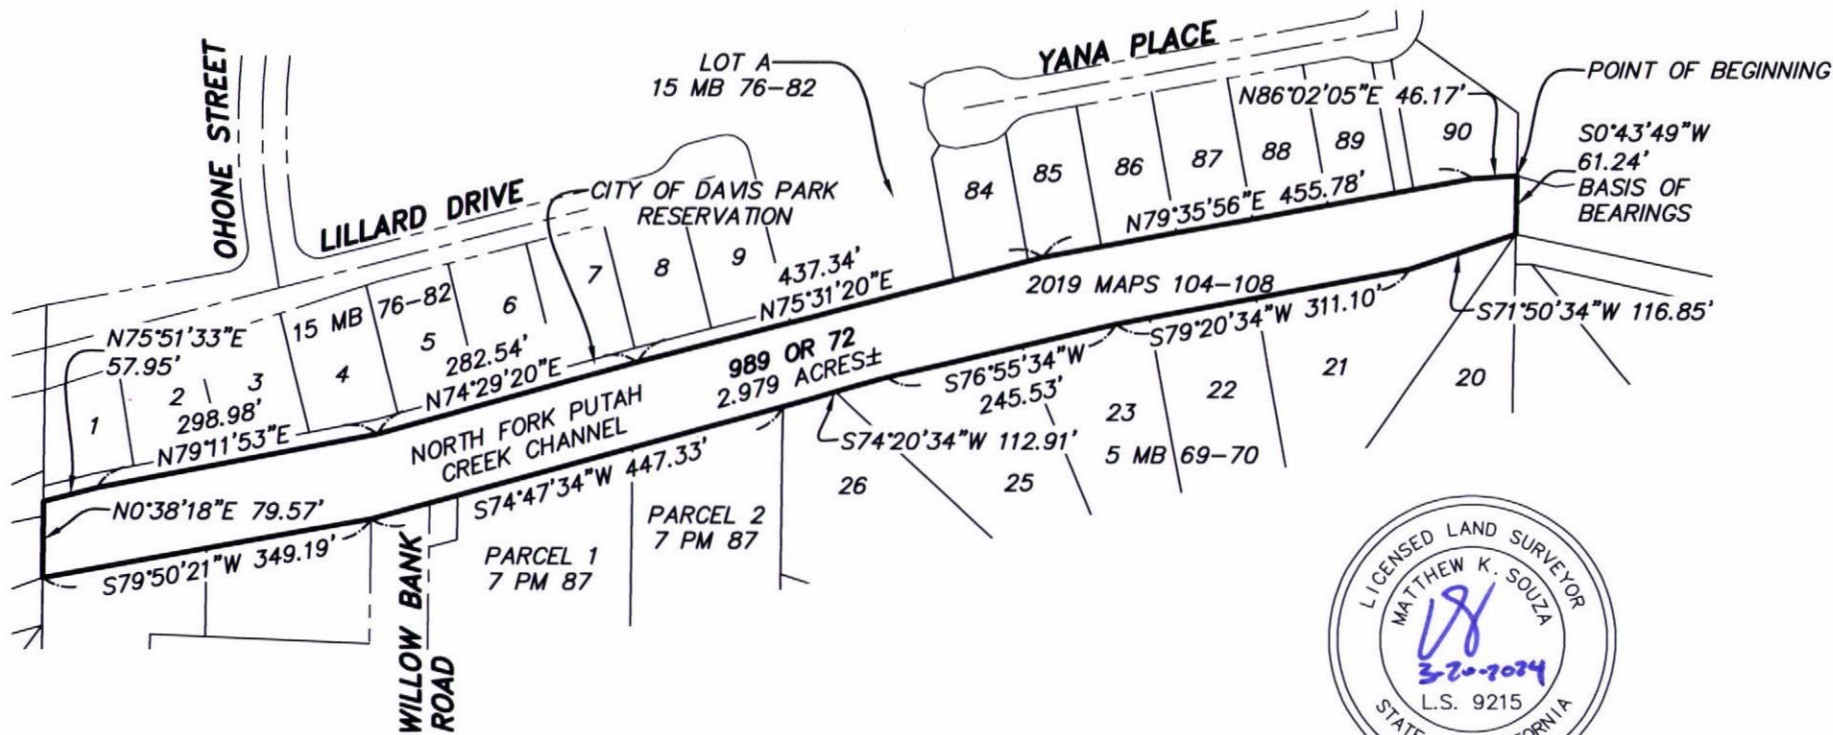 YANA PLACE
LOT A
15 MB 76-82
POINT OF BEGINNING
N86°02'05"E 46.17'
S0°43'49"W
61.24'
BASIS OF
BEARINGS
OHONE STREET
LILLARD DRIVE
CITY OF DAVIS PARK
RESERVATION
84
85
86
87
88
89
90
N79°35'56"E 455.78'
437.34'
N75°31'20"E
2019 MAPS 104-108
S79°20'34"W 311.10'
S71°50'34"W 116.85'
N75°51'33"E
57.95'
15 MB 76-82
1
2
3
4
5
6
7
8
9
298.98'
N79°11'53"E
282.54'
N74°29'20"E
989 OR 72
2.979 ACRES±
NORTH FORK PUTAH
CREEK CHANNEL
S76°55'34"W
245.53'
S74°20'34"W 112.91'
20
21
22
23
5 MB 69-70
25
26
N0°38'18"E 79.57'
S79°50'21"W 349.19'
S74°47'34"W 447.33'
PARCEL 1
7 PM 87
PARCEL 2
7 PM 87
WILLOW BANK
ROAD
LICENSED LAND SURVEYOR
MATTHEW K. SOUZA
3-20-2024
L.S. 9215
STATE